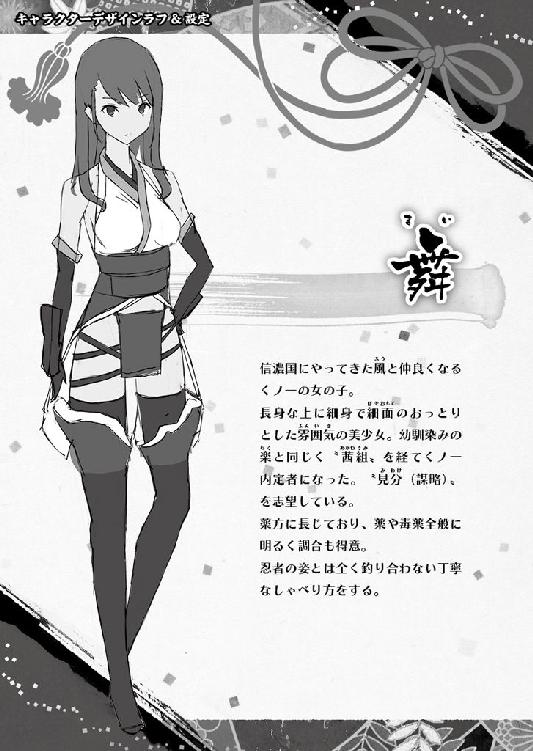 キャラクターデザインラフ & 設定
まい
舞
信濃国にやってきた風と仲良くなる
くノ一の女の子。
長身な上に細身で細面のおっとり
とした雰囲気の美少女。幼馴染みの
楽と同じく〝茜組〟を経てくノ一
内定者になった。〝見分（謀略）〟
を志望している。
薬方に長じており、薬や毒薬全般に
明るく調合も得意。
忍者の姿とは全く釣り合わない丁寧
なしゃべり方をする。